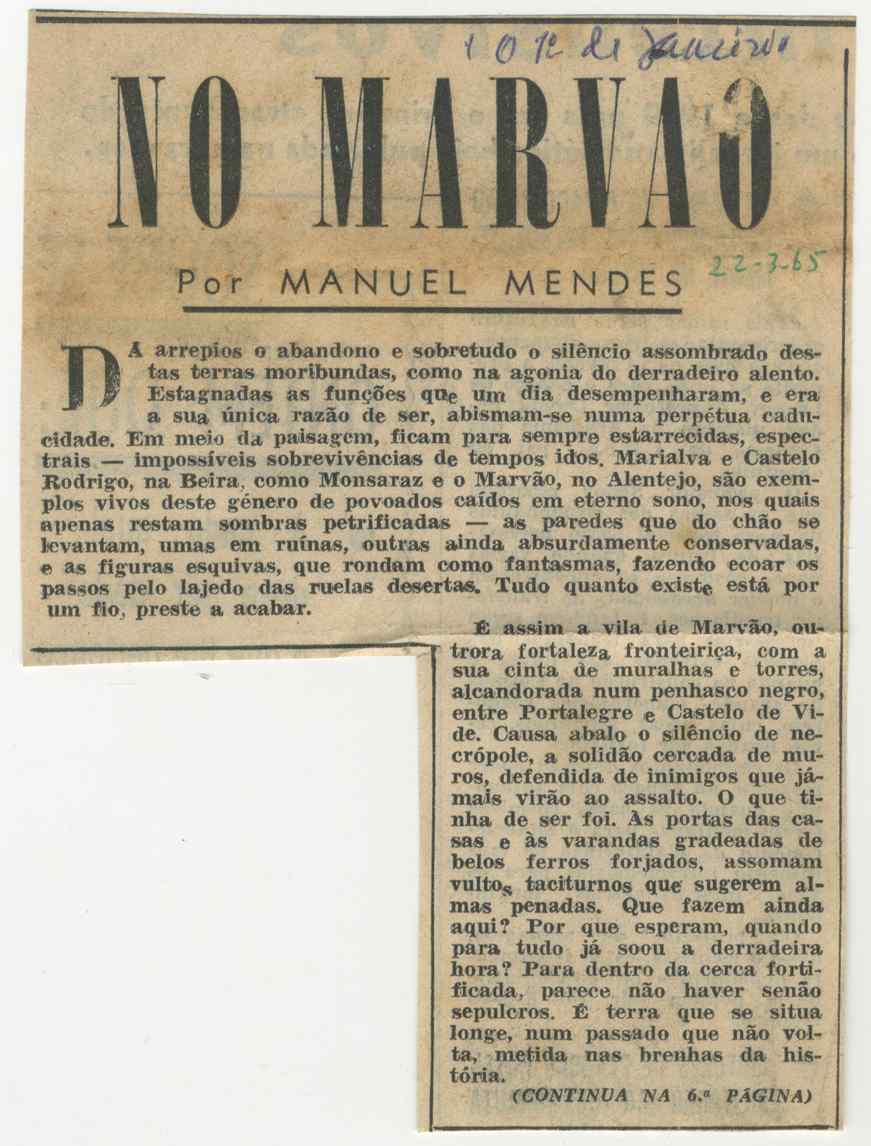 O 1º de Janeiro
NO MARVAO
Por MANUEL MENDES
22-3-65
DA arrepios o abandono e sobretudo o silêncio assombrado des-
tas terras moribundas, como na agonia do derradeiro alento.
Estagnadas as funções que um dia desempenharam, e era
a sua única razão de ser, abismam-se numa perpétua cadu-
cidade. Em meio da paisagem, ficam para sempre estarrecidas, espec-
trais — impossíveis sobrevivências de tempos idos. Marialva e Castelo
Rodrigo, na Beira, como Monsaraz e o Marvão, no Alentejo, são exem-
plos vivos deste género de povoados caídos em eterno sono, nos quais
apenas restam sombras petrificadas — as paredes que do chão se
levantam, umas em ruínas, outras ainda absurdamente conservadas,
e as figuras esquivas, que rondam como fantasmas, fazendo ecoar os
passos pelo lajedo das ruelas desertas. Tudo quanto existe está por
um fio, preste a acabar.
É assim a vila de Marvão, ou-
trora fortaleza fronteiriça, com a
sua cinta de muralhas e torres,
alcandorada num penhasco negro,
entre Portalegre e Castelo de Vi-
de. Causa abalo o silêncio de ne-
crópole, a solidão cercada de mu-
ros, defendida de inimigos que já-
mais virão ao assalto. O que ti-
nha de ser foi. Às portas das ca-
sas e às varandas gradeadas de
belos ferros forjados, assomam
vultos taciturnos que sugerem al-
mas penadas. Que fazem ainda
aqui? Por que esperam, quando
para tudo já soou a derradeira
hora? Para dentro da cerca forti-
ficada, parece não haver senão
sepulcros. É terra que se situa
longe, num passado que não vol-
ta, metida nas brenhas da his-
tória.
(CONTINUA NA 6.ª PÁGINA)